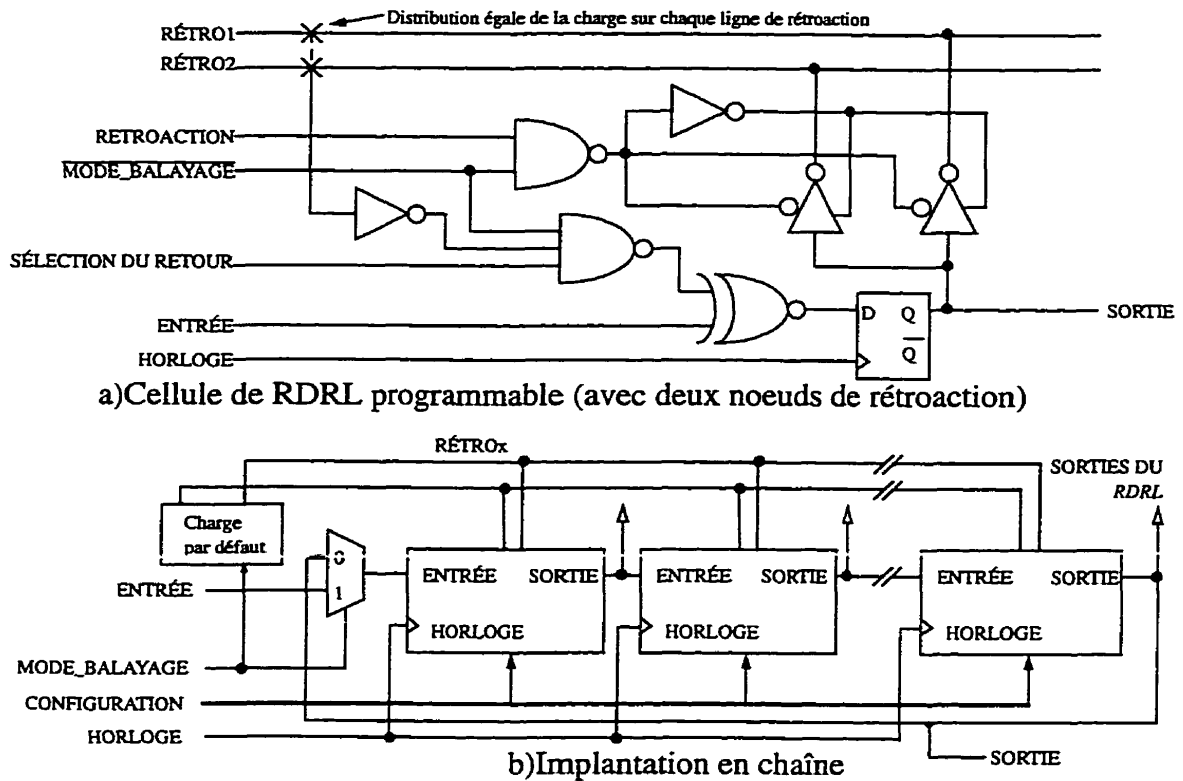 Distribution égale de la charge sur chaque ligne de rétroaction
RÉTRO1
RÉTRO2
RETROACTION
MODE_BALAYAGE
SÉLECTION DU RETOUR
ENTRÉE
HORLOGE
D Q
Q
SORTIE
a)Cellule de RDRL programmable (avec deux noeuds de rétroaction)
RÉTROx
SORTIES DU
RDRL
Charge
par défaut
0
1
ENTRÉE
ENTRÉE SORTIE
HORLOGE
ENTRÉE SORTIE
HORLOGE
ENTRÉE SORTIE
HORLOGE
MODE_BALAYAGE
CONFIGURATION
HORLOGE
SORTIE
b)Implantation en chaîne